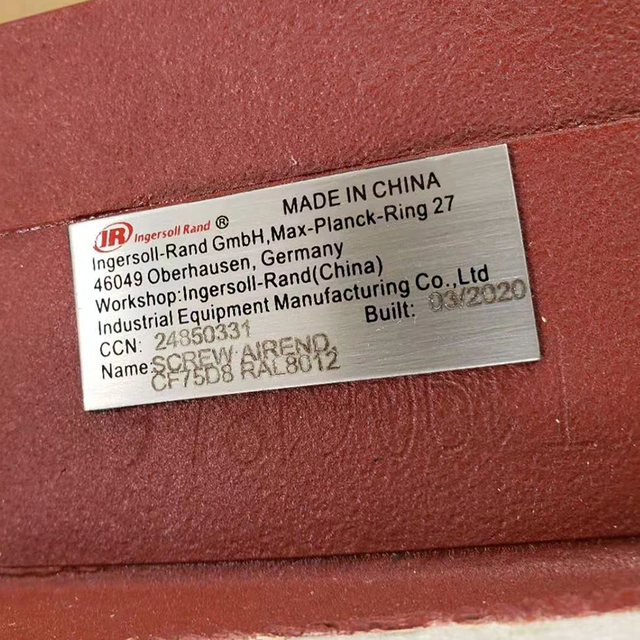 MADE IN CHINA
IR Ingersoll Rand ®
Ingersoll-Rand GmbH,Max-Planck-Ring 27
46049 Oberhausen, Germany
Workshop:Ingersoll-Rand(China)
Industrial Equipment Manufacturing Co.,Ltd
CCN: 24850331 Built: 03/2020
Name:SCREW AIREND,
CF75D8 RAL8012